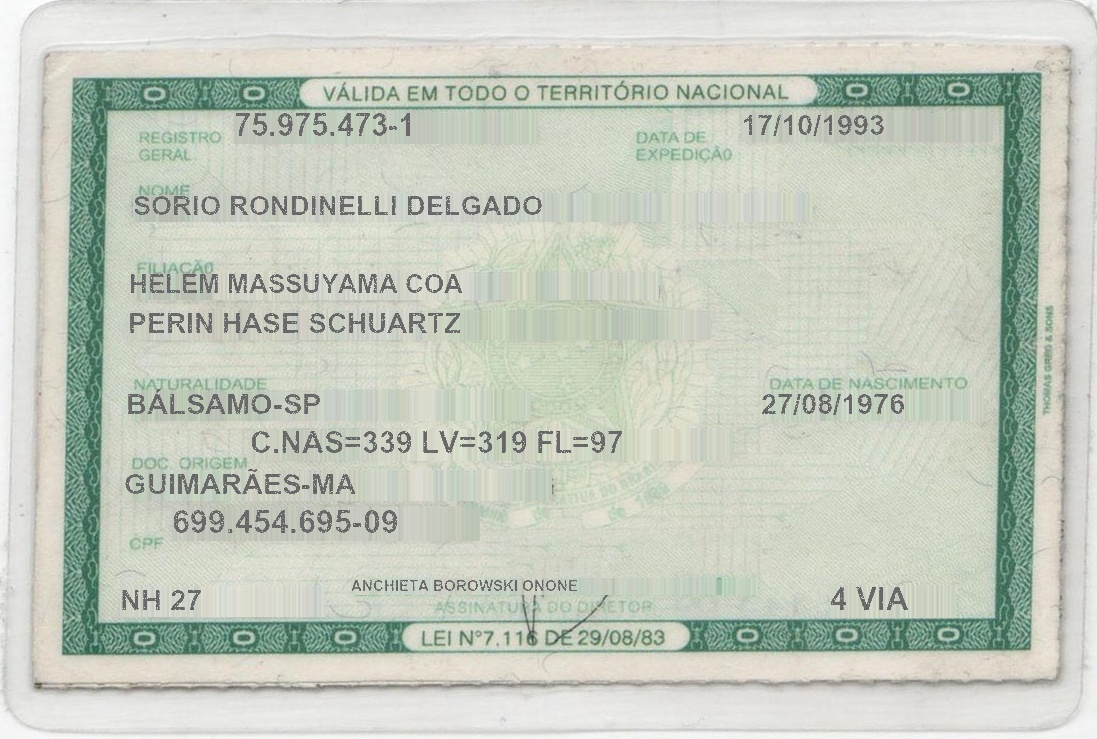 VÁLIDA EM TODO O TERRITÓRIO NACIONAL
REGISTRO GERAL 75.975.473-1 DATA DE EXPEDIÇÃO 17/10/1993
NOME
SORIO RONDINELLI DELGADO
FILIAÇÃO
HELEM MASSUYAMA COA
PERIN HASE SCHUARTZ
NATURALIDADE DATA DE NASCIMENTO
BÁLSAMO-SP 27/08/1976
C.NAS=339 LV=319 FL=97
DOC. ORIGEM
GUIMARÃES-MA
699.454.695-09
CPF
ANCHIETA BOROWSKI ONONE
NH 27 4 VIA
ASSINATURA DO DIRETOR
LEI N°7.116 DE 29/08/83
THOMAS GREG & SONS